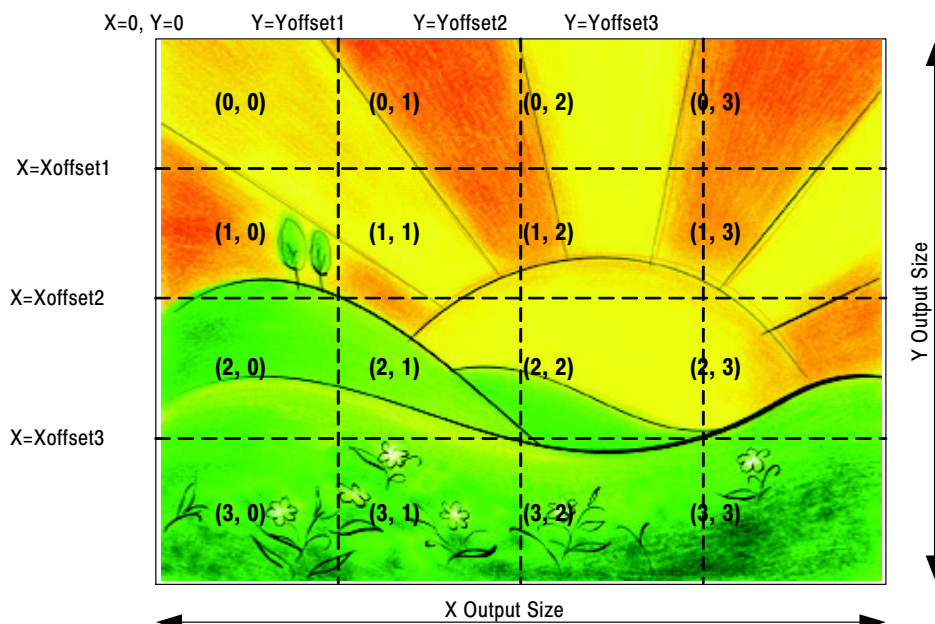 X=0, Y=0 Y=Yoffset1 Y=Yoffset2 Y=Yoffset3
(0, 0) (0, 1) (0, 2) (0, 3)
X=Xoffset1
(1, 0) (1, 1) (1, 2) (1, 3)
X=Xoffset2
(2, 0) (2, 1) (2, 2) (2, 3)
X=Xoffset3
(3, 0) (3, 1) (3, 2) (3, 3)
Y Output Size
X Output Size